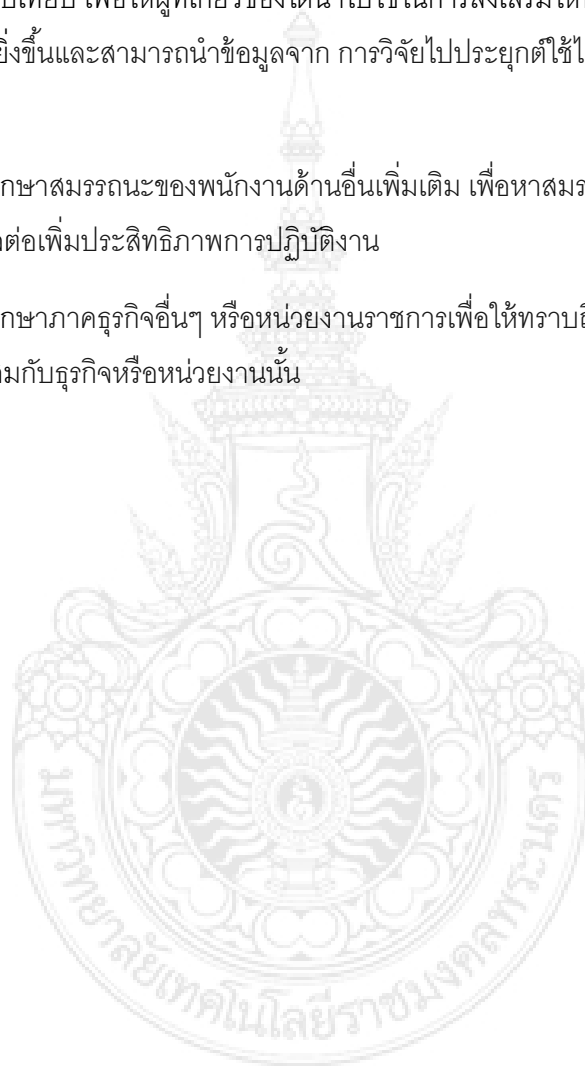 เพื่อให้ผู้ที่เกี่ยวข้องได้นำไปใช้ในการส่งเสริมให้
ยิ่งขึ้นและสามารถนำข้อมูลจาก การวิจัยไปประยุกต์ใช้
กษาสมรรถนะของพนักงานด้านอื่นเพิ่มเติม เพื่อหาสมร
ต่อเพิ่มประสิทธิภาพการปฏิบัติงาน
กษาภาคธุรกิจอื่นๆ หรือหน่วยงานราชการเพื่อให้ทราบ
มกับธุรกิจหรือหน่วยงานนั้น
มหาวิทยาลัยเทคโนโลยีราชมงคลพระนคร